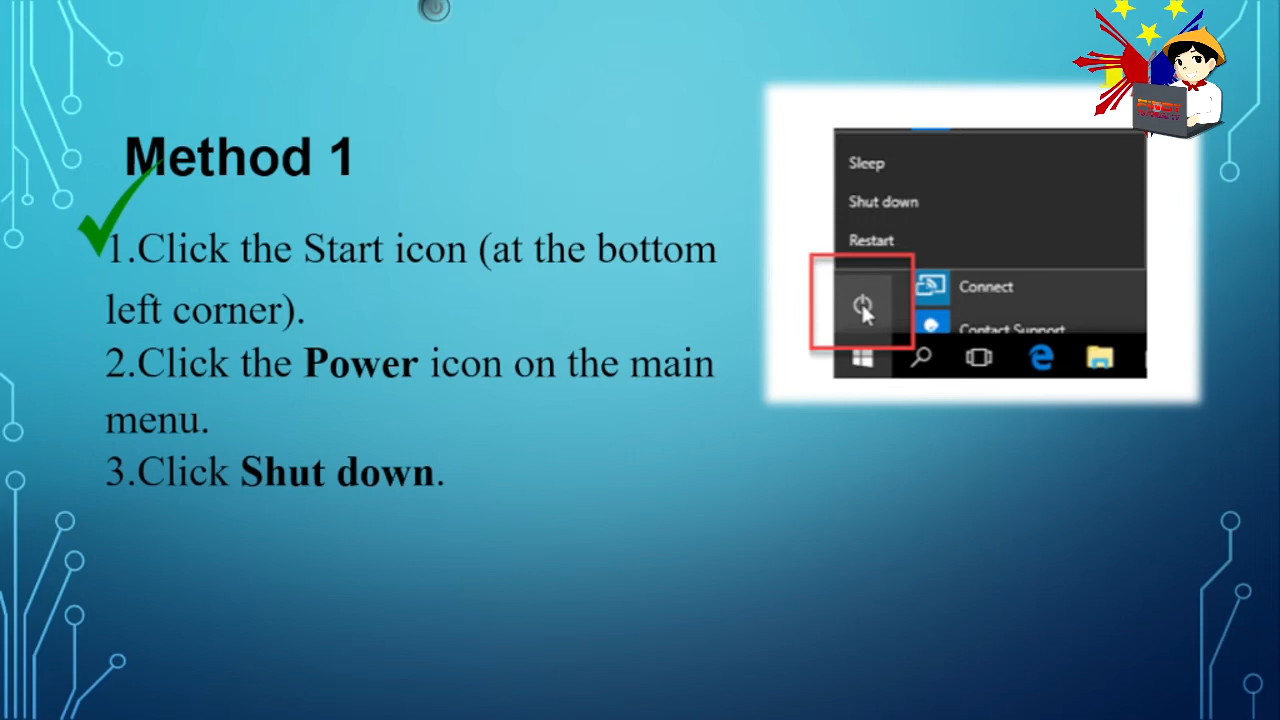 Method 1
1.Click the Start icon (at the bottom
left corner).
2.Click the Power icon on the main
menu.
3.Click Shut down.
Sleep
Shut down
Restart
Connect
Contact Support